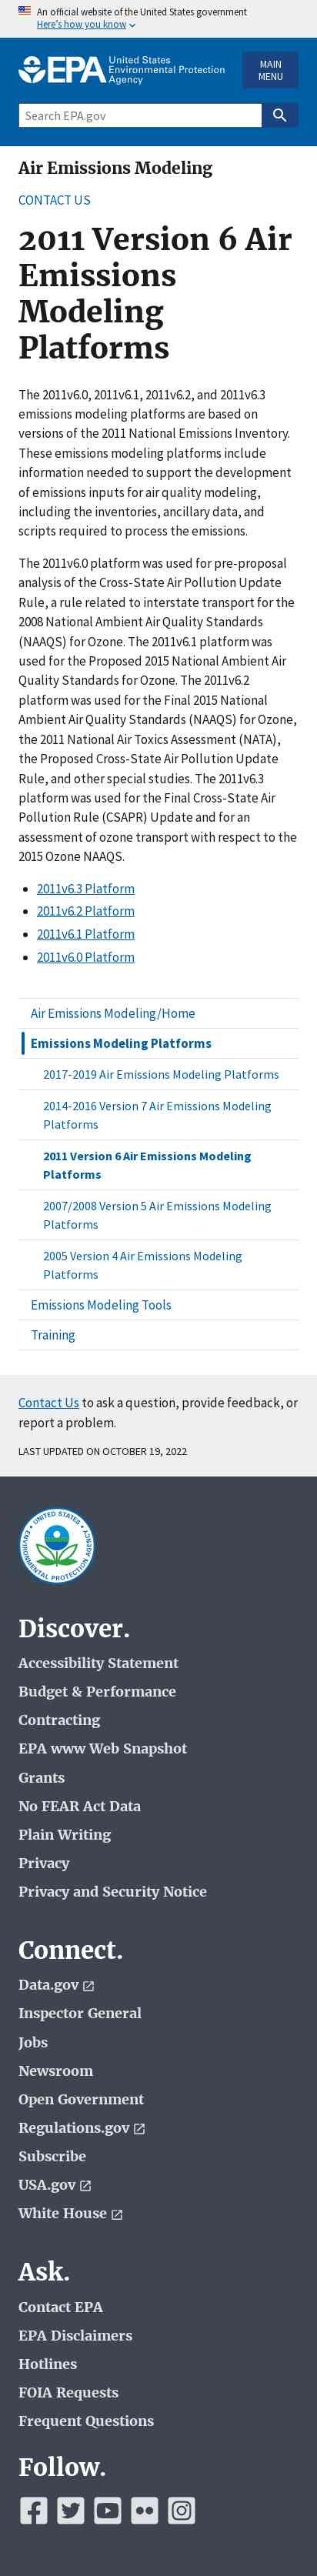 An official website of the United States government
Here's how you know
EPA United States
Environmental Protection
Agency
MAIN
MENU
Search EPA.gov
Air Emissions Modeling
CONTACT US
2011 Version 6 Air
Emissions
Modeling
Platforms
The 2011v6.0, 2011v6.1, 2011v6.2, and 2011v6.3
emissions modeling platforms are based on
versions of the 2011 National Emissions Inventory.
These emissions modeling platforms include
information needed to support the development
of emissions inputs for air quality modeling,
including the inventories, ancillary data, and
scripts required to process the emissions.
The 2011v6.0 platform was used for pre-proposal
analysis of the Cross-State Air Pollution Update
Rule, a rule related to interstate transport for the
2008 National Ambient Air Quality Standards
(NAAQS) for Ozone. The 2011v6.1 platform was
used for the Proposed 2015 National Ambient Air
Quality Standards for Ozone. The 2011v6.2
platform was used for the Final 2015 National
Ambient Air Quality Standards (NAAQS) for Ozone,
the 2011 National Air Toxics Assessment (NATA),
the Proposed Cross-State Air Pollution Update
Rule, and other special studies. The 2011v6.3
platform was used for the Final Cross-State Air
Pollution Rule (CSAPR) Update and for an
assessment of ozone transport with respect to the
2015 Ozone NAAQS.
2011v6.3 Platform
2011v6.2 Platform
2011v6.1 Platform
2011v6.0 Platform
Air Emissions Modeling/Home
Emissions Modeling Platforms
2017-2019 Air Emissions Modeling Platforms
2014-2016 Version 7 Air Emissions Modeling
Platforms
2011 Version 6 Air Emissions Modeling
Platforms
2007/2008 Version 5 Air Emissions Modeling
Platforms
2005 Version 4 Air Emissions Modeling
Platforms
Emissions Modeling Tools
Training
Contact Us to ask a question, provide feedback, or
report a problem.
LAST UPDATED ON OCTOBER 19, 2022
UNITED STATES
ENVIRONMENTAL PROTECTION AGENCY
Discover.
Accessibility Statement
Budget & Performance
Contracting
EPA www Web Snapshot
Grants
No FEAR Act Data
Plain Writing
Privacy
Privacy and Security Notice
Connect.
Data.gov
Inspector General
Jobs
Newsroom
Open Government
Regulations.gov
Subscribe
USA.gov
White House
Ask.
Contact EPA
EPA Disclaimers
Hotlines
FOIA Requests
Frequent Questions
Follow.